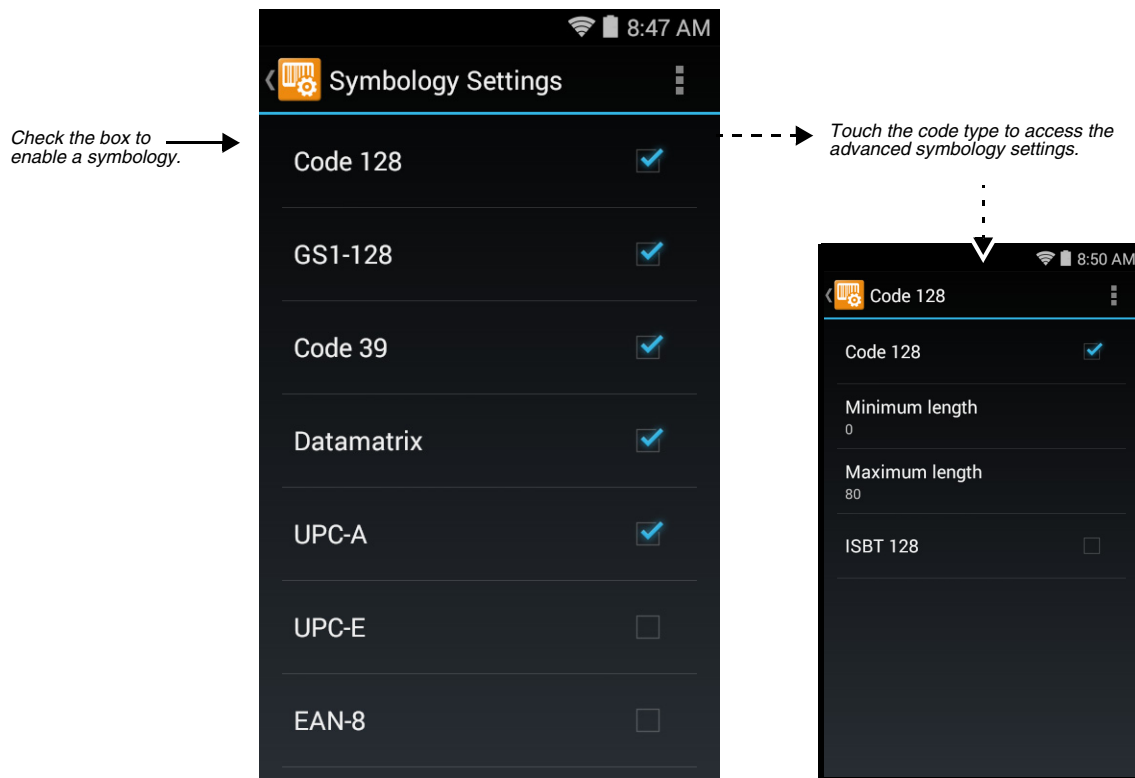 8:47 AM
Symbology Settings
Check the box to
enable a symbology.
Code 128
GS1-128
Code 39
Datamatrix
UPC-A
UPC-E
EAN-8
Touch the code type to access the
advanced symbology settings.
8:50 AM
Code 128
Code 128
Minimum length
0
Maximum length
80
ISBT 128